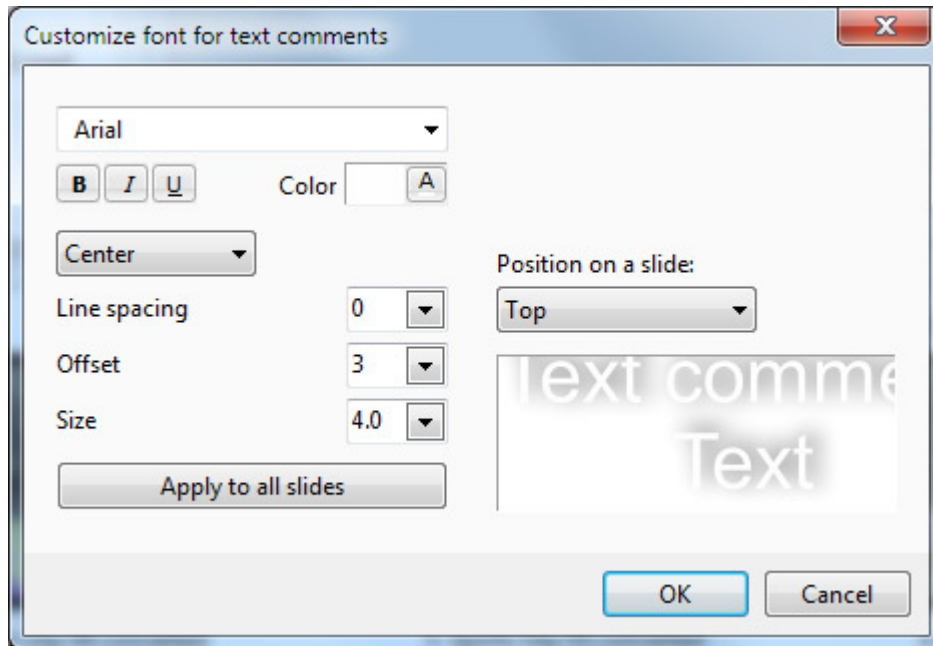 Customize font for text comments
Arial
B I U Color A
Center
Position on a slide:
Line spacing 0
Top
Offset 3
Size 4.0
Text comme
Text
Apply to all slides
OK Cancel